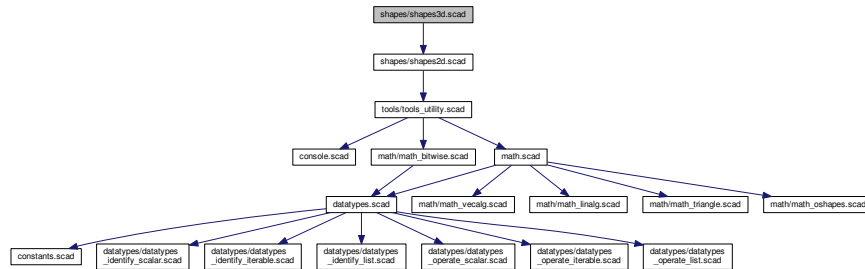 shapes/shapes3d.scad
shapes/shapes2d.scad
tools/tools_utility.scad
console.scad
math/math_bitwise.scad
math.scad
datatypes.scad
math/math_vecalg.scad
math/math_linalg.scad
math/math_triangle.scad
math/math_oshapes.scad
constants.scad
datatypes/datatypes
_identify_scalar.scad
datatypes/datatypes
_identify_iterable.scad
datatypes/datatypes
_identify_list.scad
datatypes/datatypes
_operate_scalar.scad
datatypes/datatypes
_operate_iterable.scad
datatypes/datatypes
_operate_list.scad